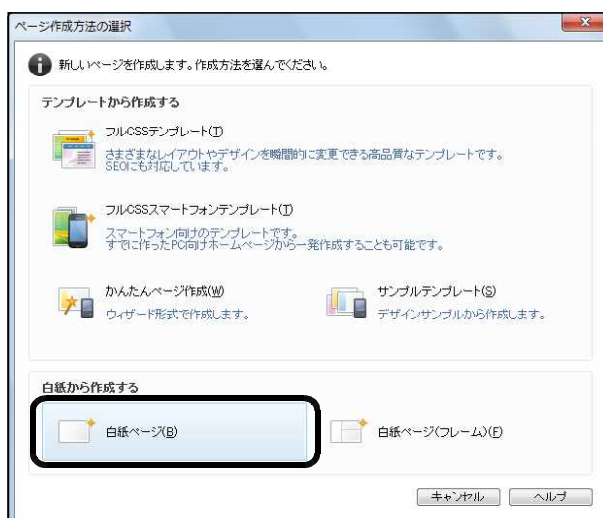 ページ作成方法の選択
新しいページを作成します。作成方法を選んでください。
テンプレートから作成する
フルCSSテンプレート(T)
さまざまなレイアウトやデザインを瞬間的に変更できる高品質なテンプレートです。
SEOにも対応しています。
フルCSSスマートフォンテンプレート(T)
スマートフォン向けのテンプレートです。
すでに作ったPC向けホームページから一発作成することも可能です。
かんたんページ作成(W)
ウィザード形式で作成します。
サンプルテンプレート(S)
デザインサンプルから作成します。
白紙から作成する
白紙ページ(B)
白紙ページ(フレーム)(F)
キャンセル
ヘルプ